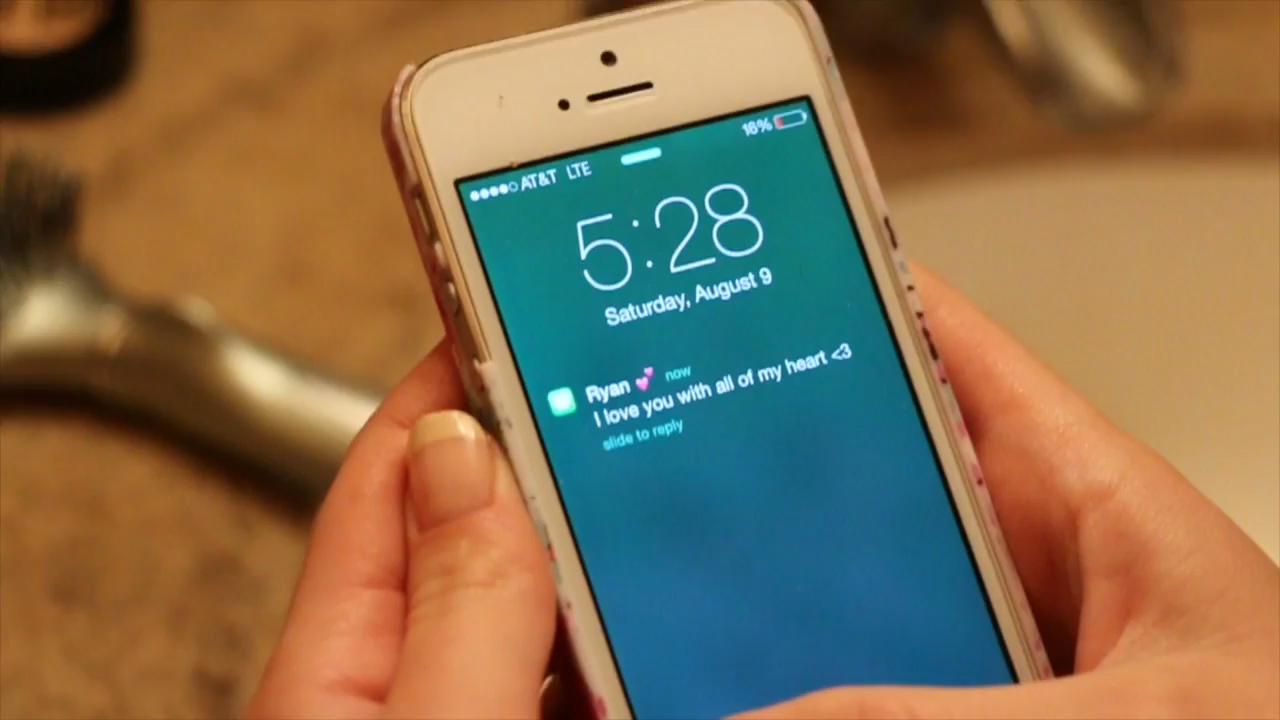 AT&T LTE 16%
5:28
Saturday, August 9
Ryan 💕 now
I love you with all of my heart <3
slide to reply